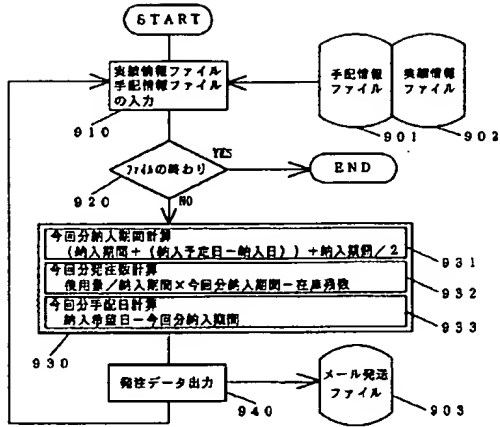 START
実績情報ファイル
手配情報ファイル
の入力
910
手配情報
ファイル
実績情報
ファイル
901
902
ファイルの終わり
YES
END
920
NO
今回分納入期間計算
(納入期間+(納入予定日−納入日))+納入期間/2
931
今回分発注数計算
使用量/納入期間×今回分納入期間−在庫残数
932
今回分手配日計算
納入希望日−今回分納入期間
933
930
発注データ出力
940
メール発送
ファイル
903